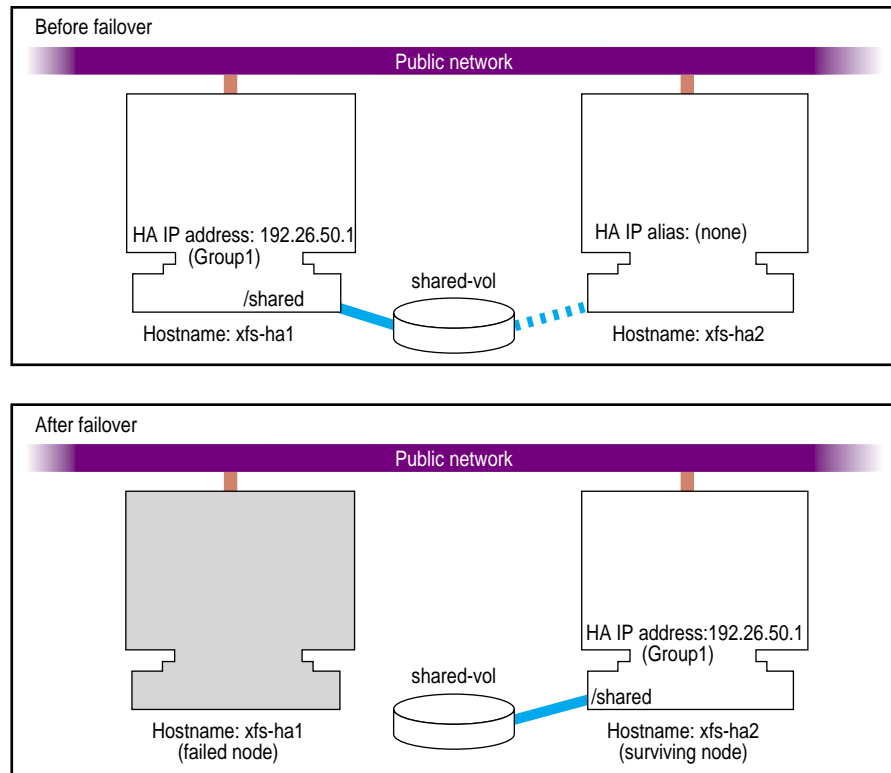 Before failover
Public network
HA IP address: 192.26.50.1
(Group1)
HA IP alias: (none)
shared-vol
/shared
Hostname: xfs-ha1
Hostname: xfs-ha2
After failover
Public network
HA IP address:192.26.50.1
(Group1)
shared-vol
/shared
Hostname: xfs-ha1
(failed node)
Hostname: xfs-ha2
(surviving node)